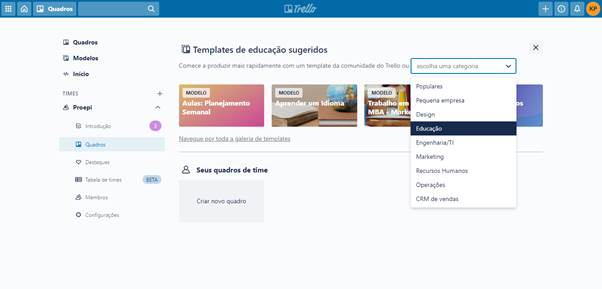 Quadros
Trello
KP
Quadros
Modelos
Início
TIMES
Proepi
Introdução
Quadros
Destaques
Tabela de times BETA
Membros
Configurações
Templates de educação sugeridos
Comece a produzir mais rapidamente com um template da comunidade do Trello ou
escolha uma categoria
Populares
Pequena empresa
Design
Educação
Engenharia/TI
Marketing
Recursos Humanos
Operações
CRM de vendas
MODELO
Aulas: Planejamento
Semanal
MODELO
Aprender um Idioma
MODELO
Trabalho em
MBA - Marke
os
Navegue por toda a galeria de templates
Seus quadros de time
Criar novo quadro